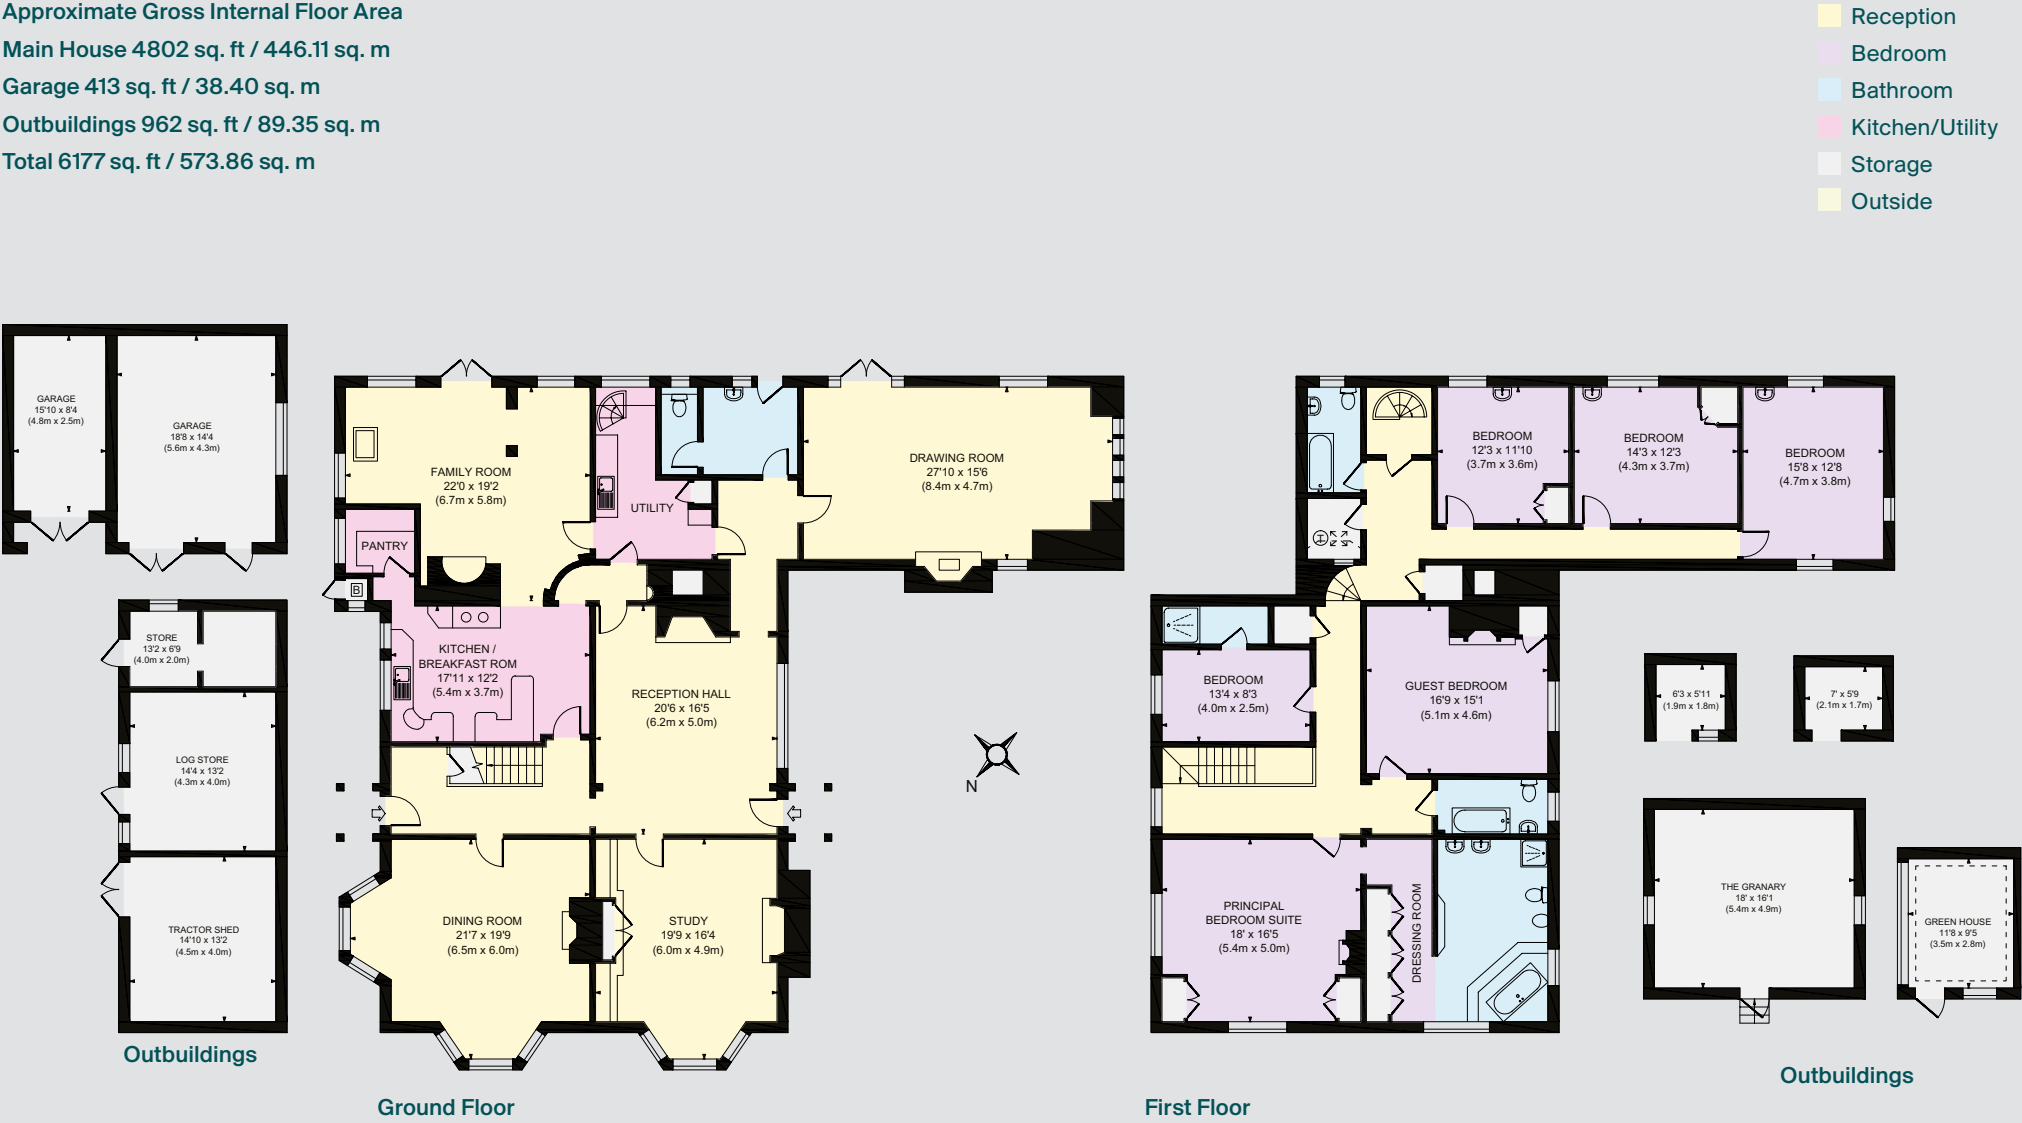 Approximate Gross Internal Floor Area
Main House 4802 sq. ft / 446.11 sq. m
Garage 413 sq. ft / 38.40 sq. m
Outbuildings 962 sq. ft / 89.35 sq. m
Total 6177 sq. ft / 573.86 sq. m
Reception
Bedroom
Bathroom
Kitchen/Utility
Storage
Outside
GARAGE
15'10 x 8'4
(4.8m x 2.5m)
GARAGE
18'8 x 14'4
(5.6m x 4.3m)
STORE
13'2 x 6'9
(4.0m x 2.0m)
LOG STORE
14'4 x 13'2
(4.3m x 4.0m)
TRACTOR SHED
14'10 x 13'2
(4.5m x 4.0m)
Outbuildings
FAMILY ROOM
22'0 x 19'2
(6.7m x 5.8m)
UTILITY
PANTRY
B
DRAWING ROOM
27'10 x 15'6
(8.4m x 4.7m)
KITCHEN /
BREAKFAST ROM
17'11 x 12'2
(5.4m x 3.7m)
RECEPTION HALL
20'6 x 16'5
(6.2m x 5.0m)
DINING ROOM
21'7 x 19'9
(6.5m x 6.0m)
STUDY
19'9 x 16'4
(6.0m x 4.9m)
Ground Floor
N
BEDROOM
12'3 x 11'10
(3.7m x 3.6m)
BEDROOM
14'3 x 12'3
(4.3m x 3.7m)
BEDROOM
15'8 x 12'8
(4.7m x 3.8m)
BEDROOM
13'4 x 8'3
(4.0m x 2.5m)
GUEST BEDROOM
16'9 x 15'1
(5.1m x 4.6m)
PRINCIPAL
BEDROOM SUITE
18' x 16'5
(5.4m x 5.0m)
DRESSING ROOM
First Floor
6'3 x 5'11
(1.9m x 1.8m)
7' x 5'9
(2.1m x 1.7m)
THE GRANARY
18' x 16'1
(5.4m x 4.9m)
GREEN HOUSE
11'8 x 9'5
(3.5m x 2.8m)
Outbuildings